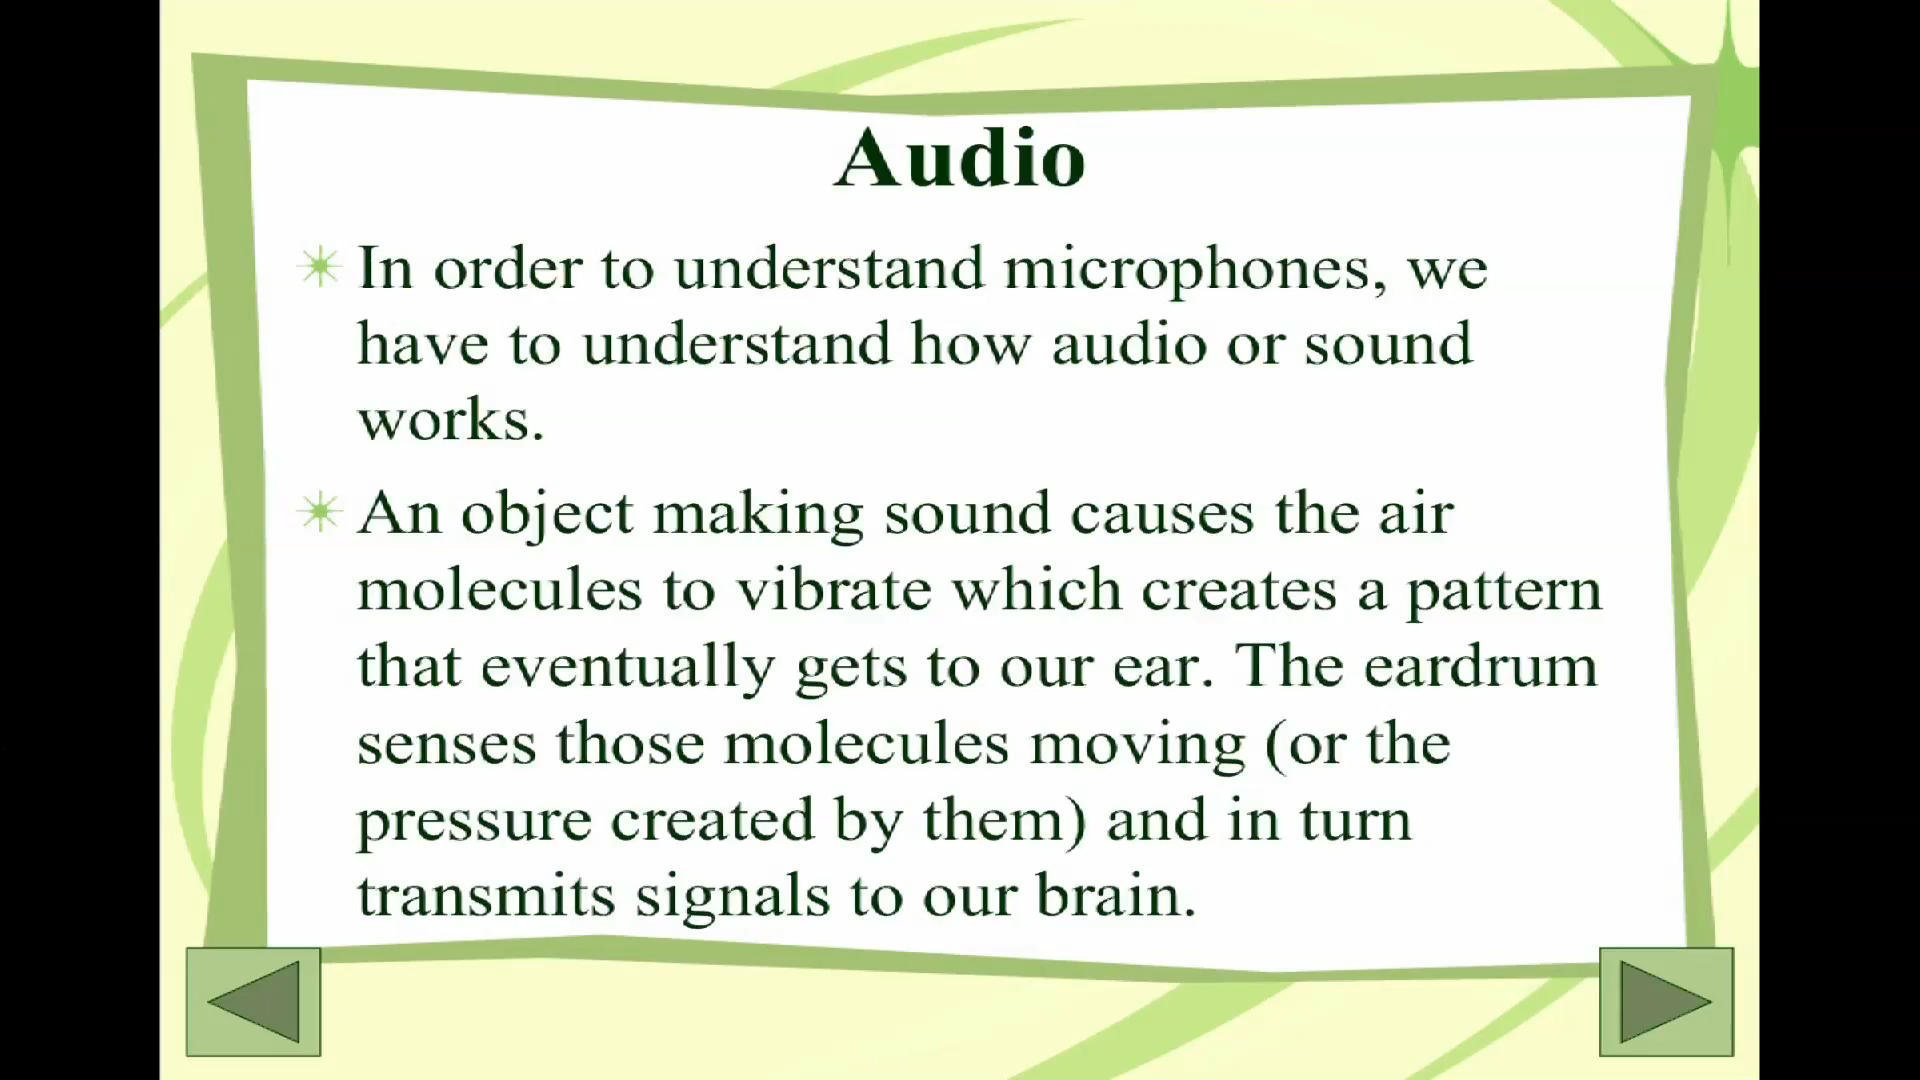 Audio
In order to understand microphones, we
have to understand how audio or sound
works.
An object making sound causes the air
molecules to vibrate which creates a pattern
that eventually gets to our ear. The eardrum
senses those molecules moving (or the
pressure created by them) and in turn
transmits signals to our brain.